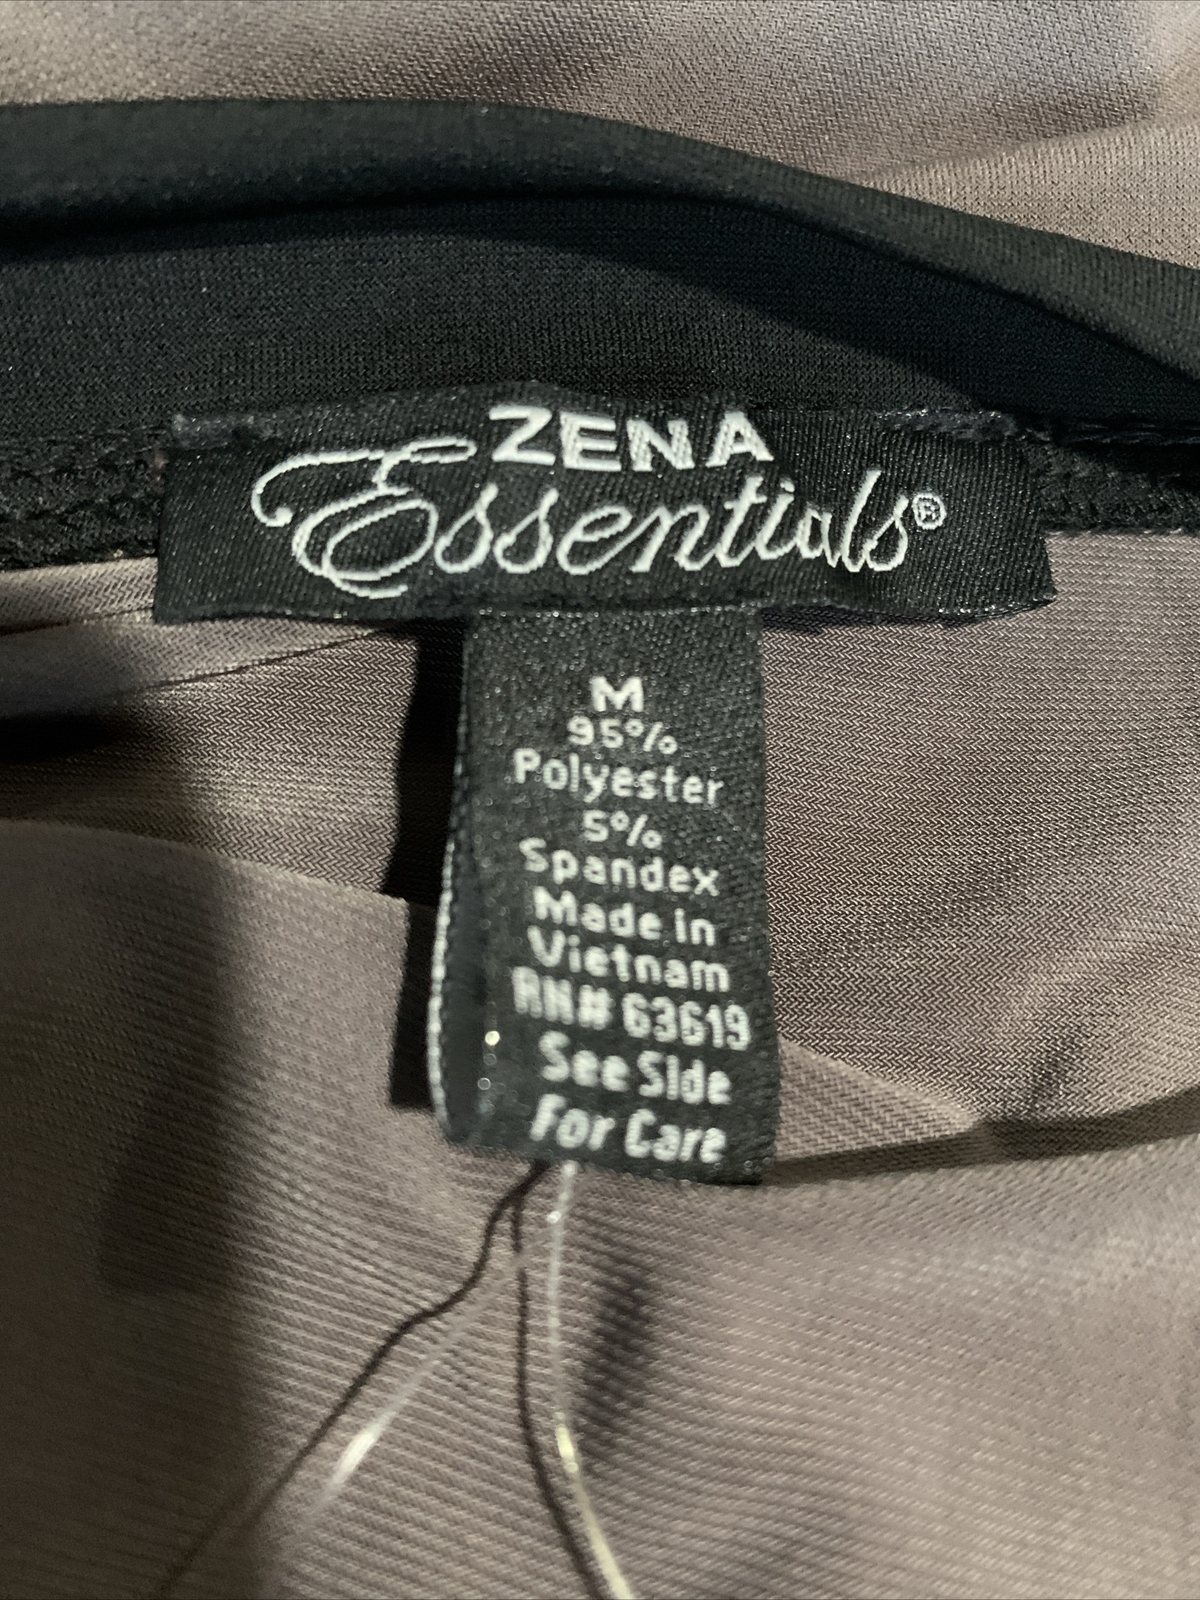 ZENA
Essentials®
M
95%
Polyester
5%
Spandex
Made in
Vietnam
RN# 63619
See Side
For Care